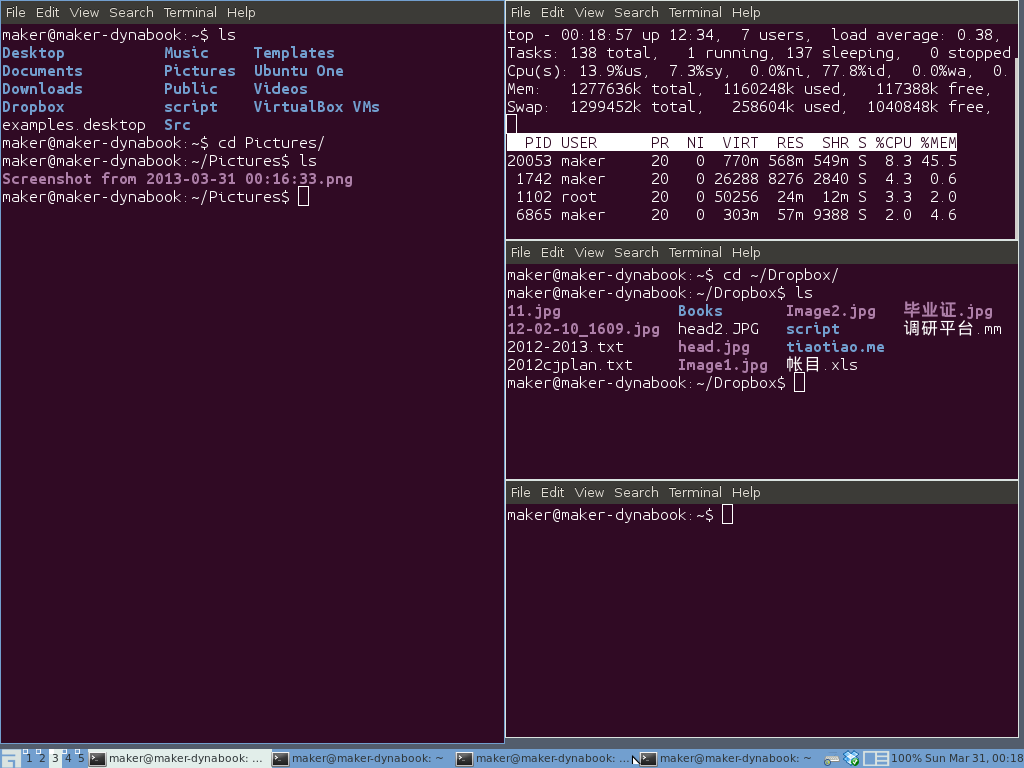 File Edit View Search Terminal Help
maker@maker-dynabook:~$ ls
Desktop Music Templates
Documents Pictures Ubuntu One
Downloads Public Videos
Dropbox script VirtualBox VMs
examples.desktop Src
maker@maker-dynabook:~$ cd Pictures/
maker@maker-dynabook:~/Pictures$ ls
Screenshot from 2013-03-31 00:16:33.png
maker@maker-dynabook:~/Pictures$
File Edit View Search Terminal Help
top - 00:18:57 up 12:34, 7 users, load average: 0.38,
Tasks: 138 total, 1 running, 137 sleeping, 0 stopped
Cpu(s): 13.9%us, 7.3%sy, 0.0%ni, 77.8%id, 0.0%wa, 0.
Mem: 1277636k total, 1160248k used, 117388k free,
Swap: 1299452k total, 258604k used, 1040848k free,
PID USER PR NI VIRT RES SHR S %CPU %MEM
20053 maker 20 0 770m 568m 549m S 8.3 45.5
1742 maker 20 0 26288 8276 2840 S 4.3 0.6
1102 root 20 0 50256 24m 12m S 3.3 2.0
6865 maker 20 0 303m 57m 9388 S 2.0 4.6
File Edit View Search Terminal Help
maker@maker-dynabook:~$ cd ~/Dropbox/
maker@maker-dynabook:~/Dropbox$ ls
11.jpg Books Image2.jpg 毕业证.jpg
12-02-10_1609.jpg head2.JPG script 调研平台.mm
2012-2013.txt head.jpg tiaotiao.me
2012cjplan.txt Image1.jpg 帐目.xls
maker@maker-dynabook:~/Dropbox$
File Edit View Search Terminal Help
maker@maker-dynabook:~$
1 2 3 4 5 maker@maker-dynabook: ... maker@maker-dynabook: ~ maker@maker-dynabook: ... maker@maker-dynabook: ~ 100% Sun Mar 31, 00:18